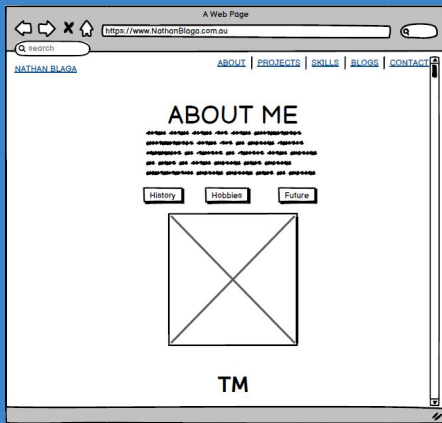 A Web Page
https://www.NathanBlaga.com.au
search
NATHAN BLAGA
ABOUT | PROJECTS | SKILLS | BLOGS | CONTACT
ABOUT ME
History Hobbies Future
TM